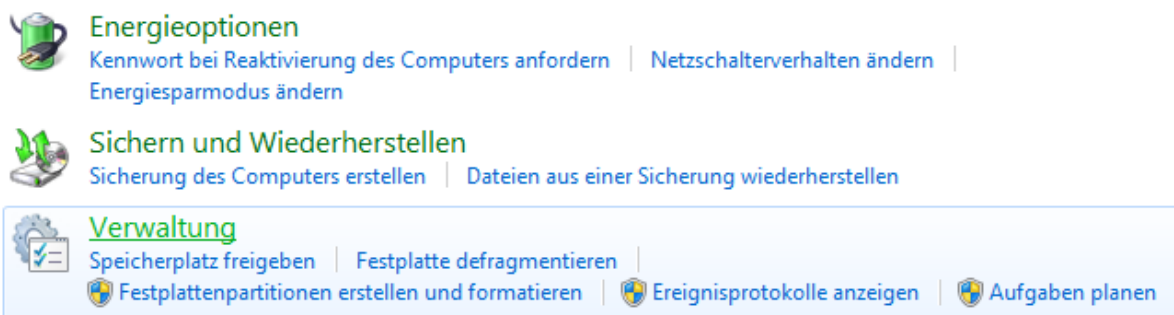 Energieoptionen
Kennwort bei Reaktivierung des Computers anfordern | Netzschalterverhalten ändern |
Energiesparmodus ändern
Sichern und Wiederherstellen
Sicherung des Computers erstellen | Dateien aus einer Sicherung wiederherstellen
Verwaltung
Speicherplatz freigeben | Festplatte defragmentieren |
Festplattenpartitionen erstellen und formatieren | Ereignisprotokolle anzeigen | Aufgaben planen